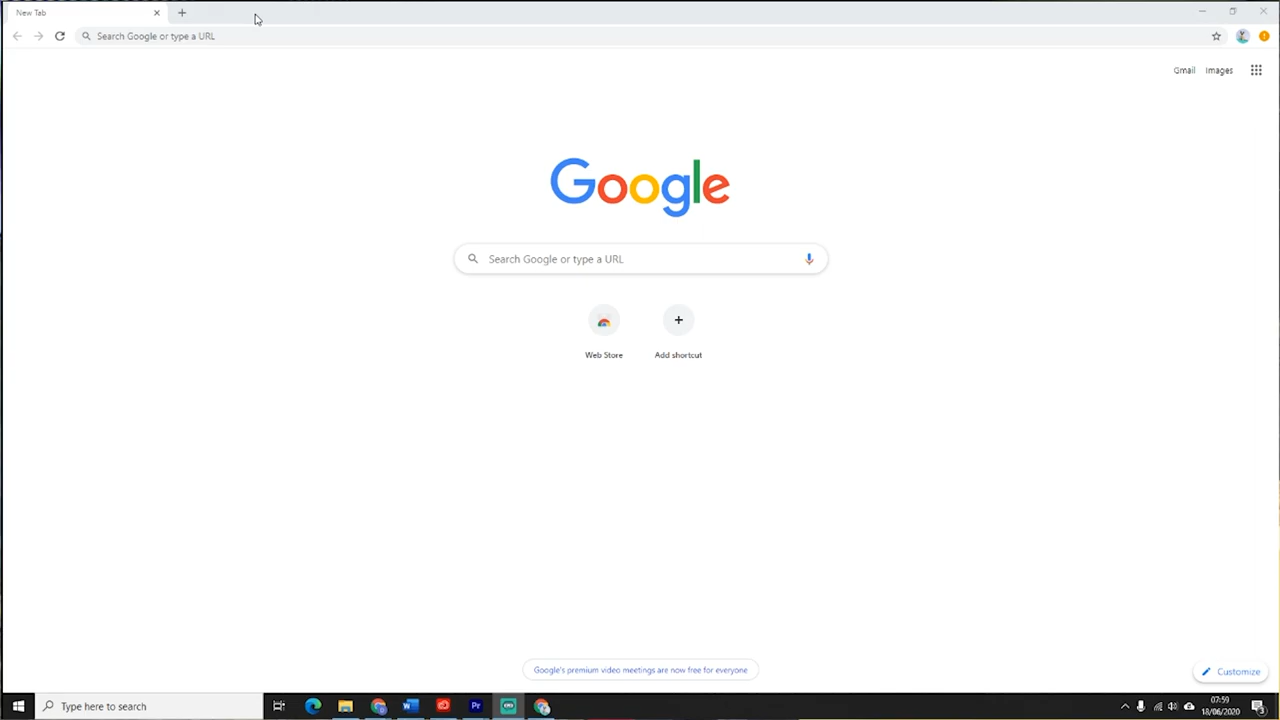 New Tab
Search Google or type a URL
Gmail Images
Google
Search Google or type a URL
Web Store Add shortcut
Google's premium video meetings are now free for everyone
Customize
Type here to search
07:59
18/06/2020